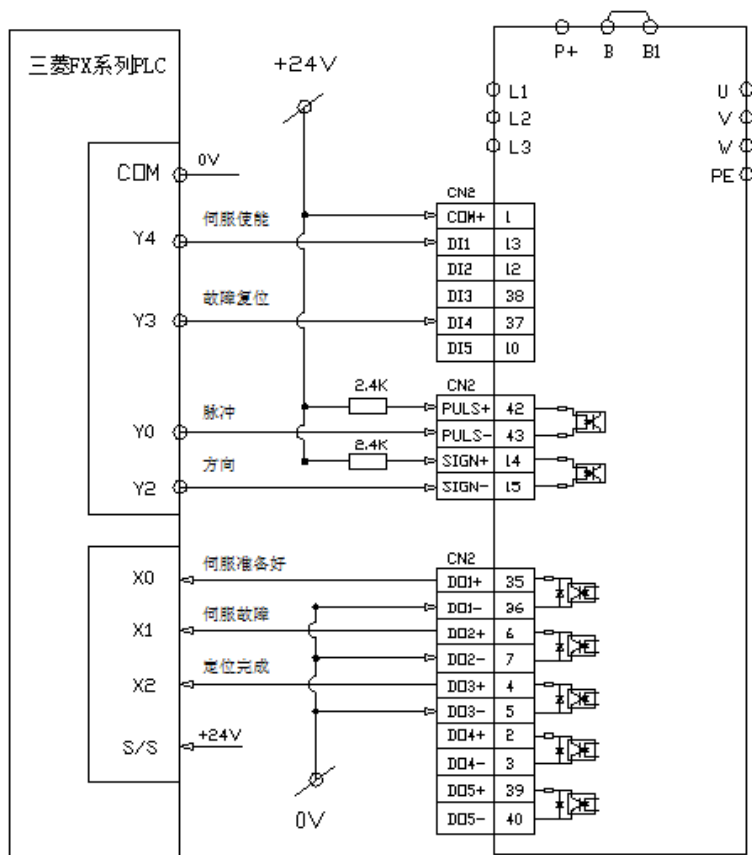 P+ B B1
三菱FX系列PLC
+24V
L1 U
L2 V
L3 W
PE
COM 0V
CN2
COM+ 1
伺服使能
Y4 DI1 13
DI2 12
故障复位 DI3 38
Y3 DI4 37
DI5 10
2.4K CN2
脉冲 PULS+ 42
Y0 PULS- 43
方向 2.4K SIGN+ 14
Y2 SIGN- 15
伺服准备好 CN2
X0 DO1+ 35
伺服故障 DO1- 36
X1 DO2+ 6
定位完成 DO2- 7
X2 DO3+ 4
DO3- 5
+24V DO4+ 2
S/S DO4- 3
DO5+ 39
0V DO5- 40